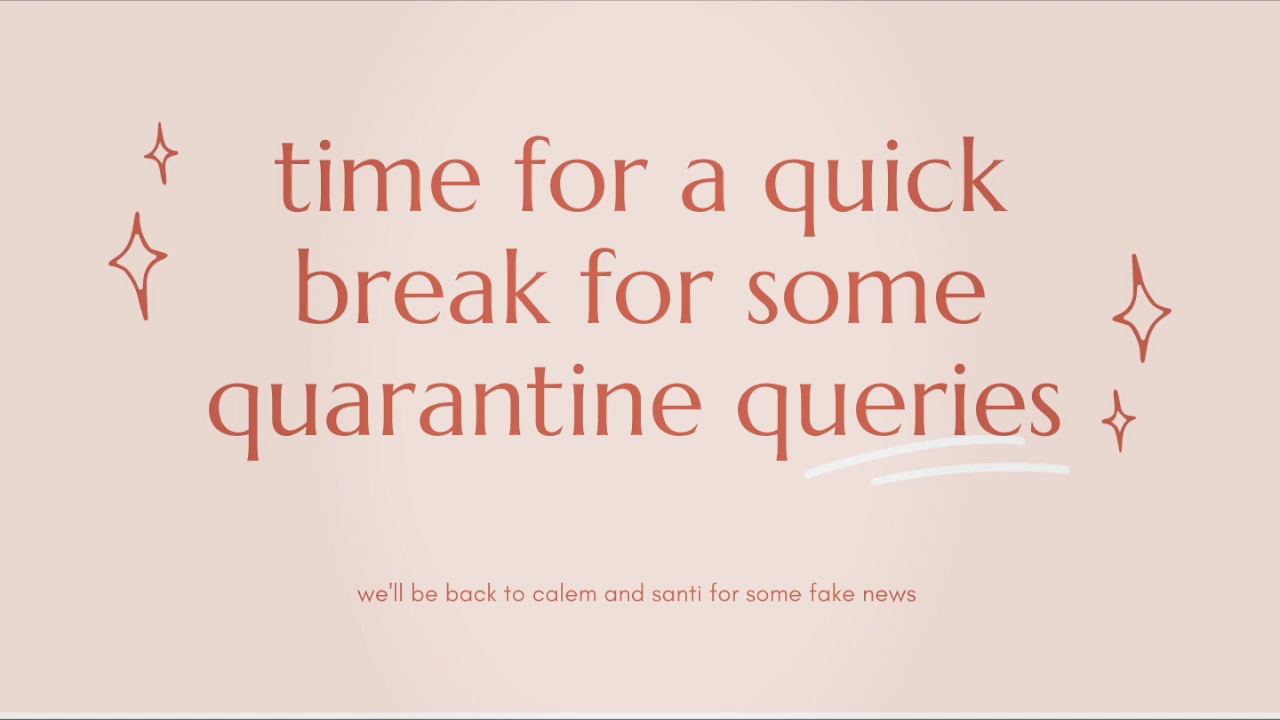 time for a quick
break for some
quarantine queries
we'll be back to calem and santi for some fake news